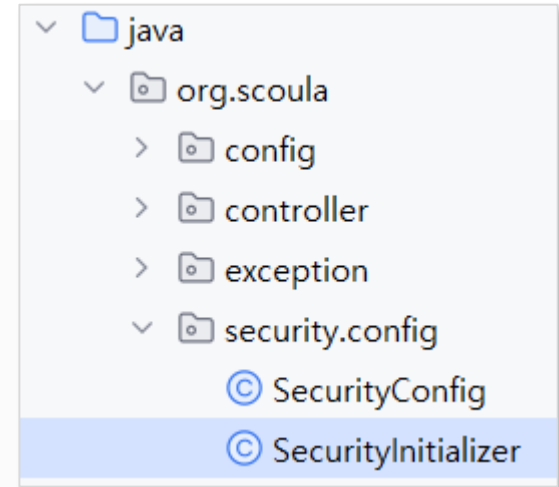 java
org.scoula
config
controller
exception
security.config
SecurityConfig
SecurityInitializer